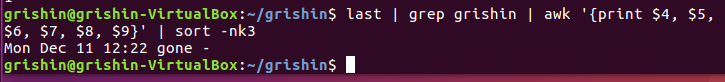 grishin@grishin-VirtualBox:~/grishin$ last | grep grishin | awk '{print $4, $5,
$6, $7, $8, $9}' | sort -nk3
Mon Dec 11 12:22 gone -
grishin@grishin-VirtualBox:~/grishin$